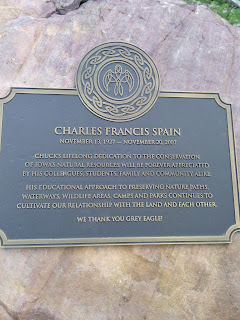 CHARLES FRANCIS SPAIN
NOVEMBER 13, 1927 — NOVEMBER 20, 2007
CHUCK'S LIFELONG DEDICATION TO THE CONSERVATION
OF IOWA'S NATURAL RESOURCES WILL BE FOREVER APPRECIATED
BY HIS COLLEAGUES, STUDENTS, FAMILY AND COMMUNITY ALIKE.
HIS EDUCATIONAL APPROACH TO PRESERVING NATURE PATHS,
WATERWAYS, WILDLIFE AREAS, CAMPS AND PARKS CONTINUES TO
CULTIVATE OUR RELATIONSHIP WITH THE LAND AND EACH OTHER.
WE THANK YOU GREY EAGLE!